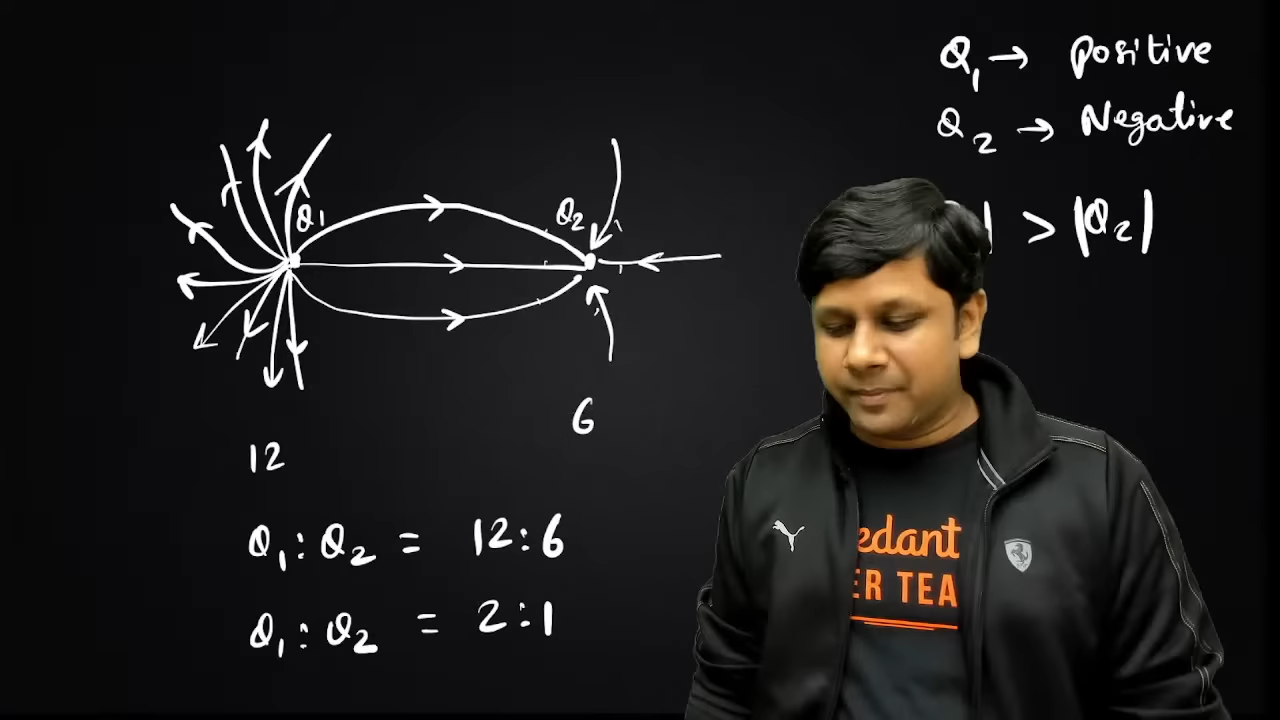 Q₁ → Positive
Q₂ → Negative
> |Q₂|
Q₁
Q₂
6
12
Q₁ : Q₂ = 12 : 6
Q₁ : Q₂ = 2 : 1
edant
ER TEA